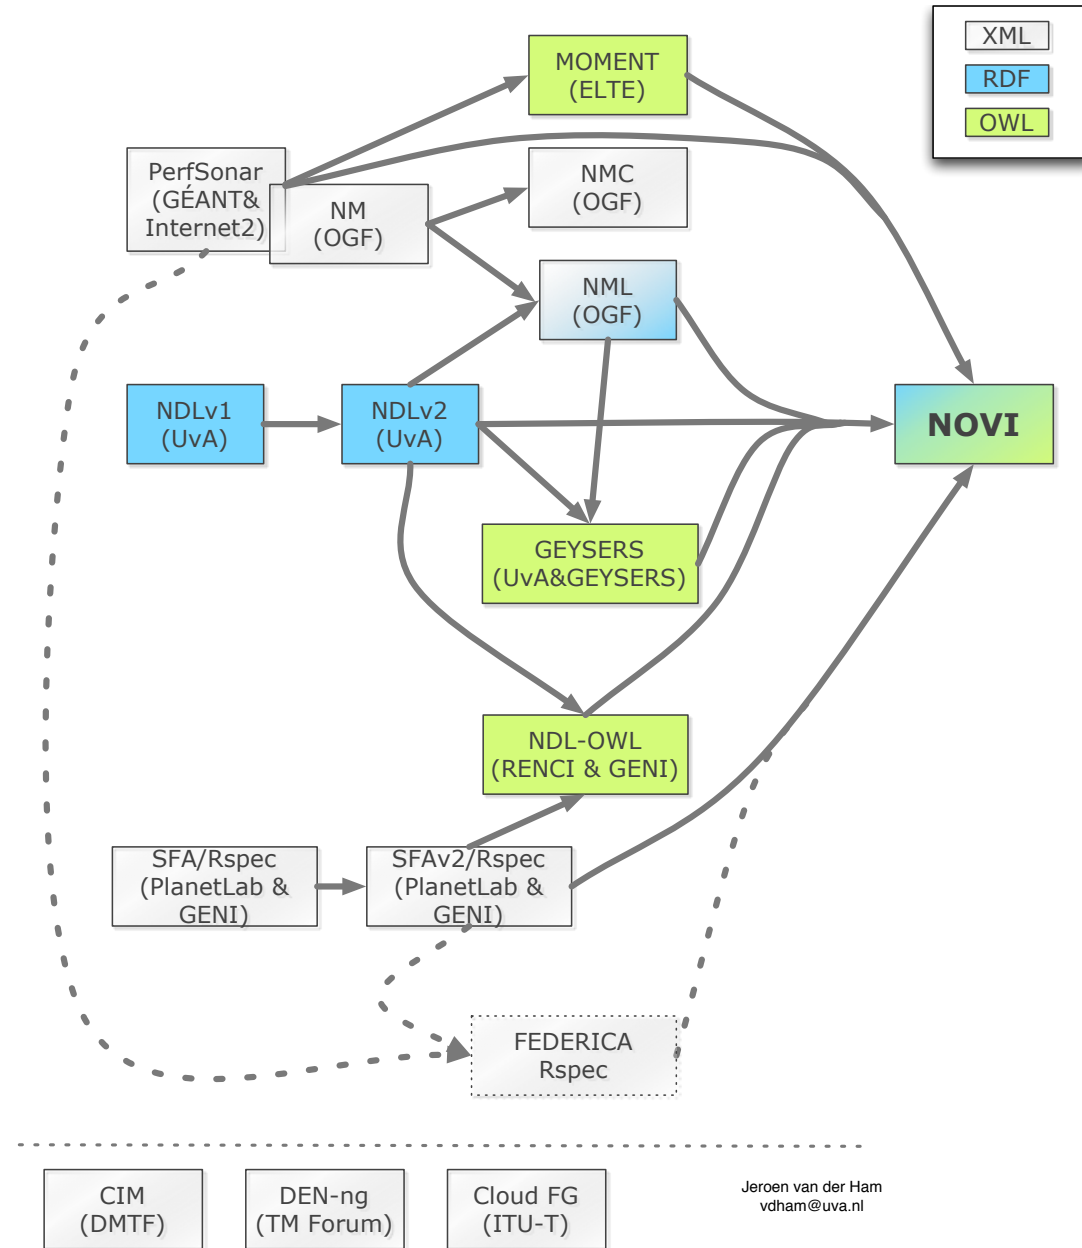 XML
RDF
OWL
MOMENT
(ELTE)
PerfSonar
(GÉANT&
Internet2)
NM
(OGF)
NMC
(OGF)
NML
(OGF)
NDLv1
(UvA)
NDLv2
(UvA)
NOVI
GEYSERS
(UvA&GEYSERS)
NDL-OWL
(RENCI & GENI)
SFA/Rspec
(PlanetLab &
GENI)
SFAv2/Rspec
(PlanetLab &
GENI)
FEDERICA
Rspec
CIM
(DMTF)
DEN-ng
(TM Forum)
Cloud FG
(ITU-T)
Jeroen van der Ham
vdham@uva.nl